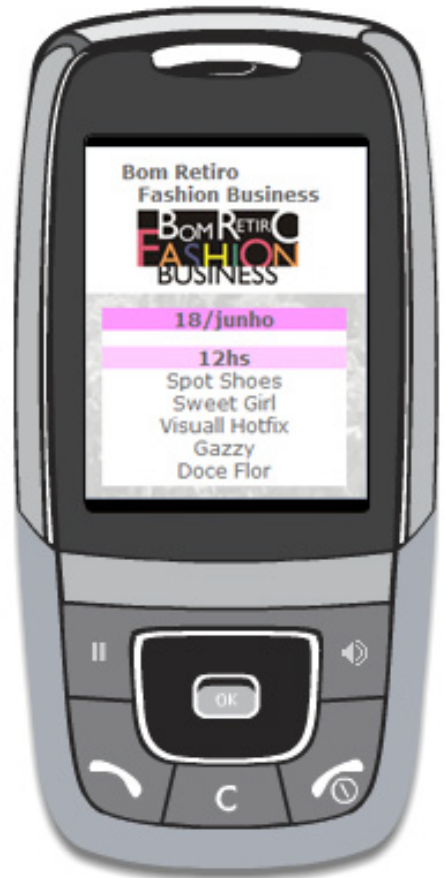 Bom Retiro
Fashion Business
BOM RETIRO
FASHION
BUSINESS
18/junho
12hs
Spot Shoes
Sweet Girl
Visuall Hotfix
Gazzy
Doce Flor
OK
C